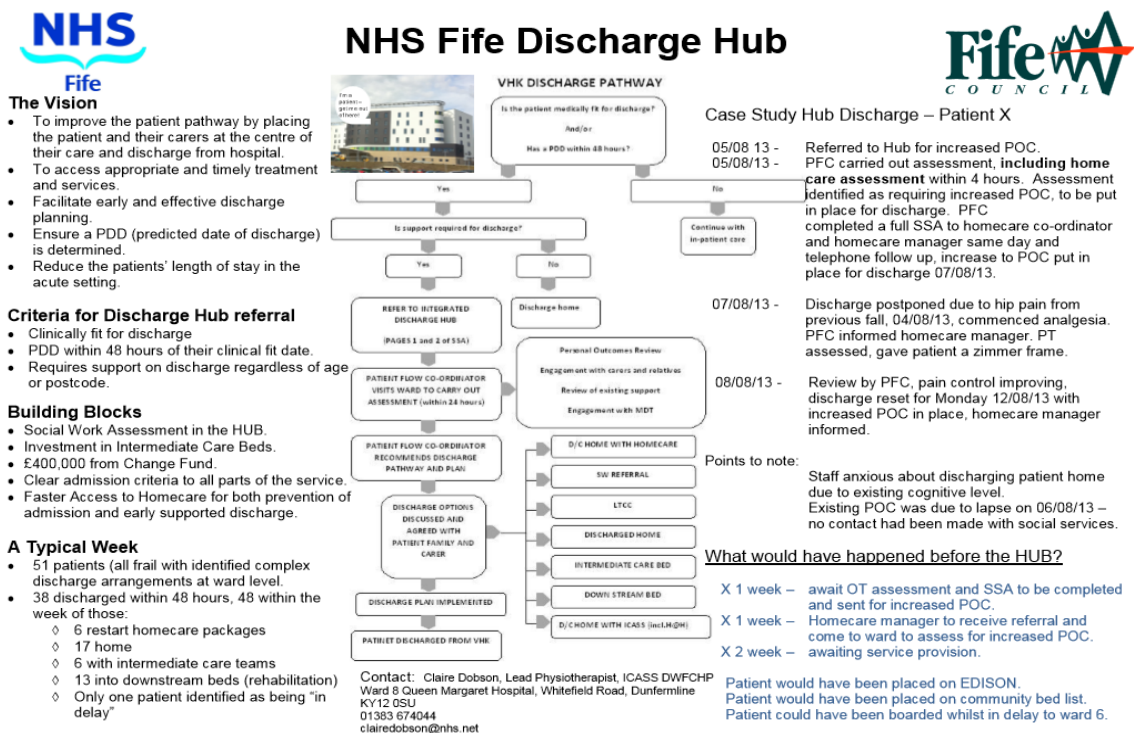 NHS
Fife
NHS Fife Discharge Hub
Fife
COUNCIL
The Vision
• To improve the patient pathway by placing
the patient and their carers at the centre of
their care and discharge from hospital.
• To access appropriate and timely treatment
and services.
• Facilitate early and effective discharge
planning.
• Ensure a PDD (predicted date of discharge)
is determined.
• Reduce the patients' length of stay in the
acute setting.
Criteria for Discharge Hub referral
• Clinically fit for discharge
• PDD within 48 hours of their clinical fit date.
• Requires support on discharge regardless of age
or postcode.
Building Blocks
• Social Work Assessment in the HUB.
• Investment in Intermediate Care Beds.
• £400,000 from Change Fund.
• Clear admission criteria to all parts of the service.
• Faster Access to Homecare for both prevention of
admission and early supported discharge.
A Typical Week
• 51 patients (all frail with identified complex
discharge arrangements at ward level.
• 38 discharged within 48 hours, 48 within the
week of those:
◊ 6 restart homecare packages
◊ 17 home
◊ 6 with intermediate care teams
◊ 13 into downstream beds (rehabilitation)
◊ Only one patient identified as being "in
delay"
I'm a
patient –
get me out
of here!
VHK DISCHARGE PATHWAY
Is the patient medically fit for discharge?
And/or
Has a PDD within 48 hours?
Yes
No
Is support required for discharge?
Continue with
in-patient care
Yes
No
REFER TO INTEGRATED
DISCHARGE HUB
(PAGES 1 and 2 of SSA)
Discharge home
PATIENT FLOW CO-ORDINATOR
VISITS WARD TO CARRY OUT
ASSESSMENT (within 24 hours)
Personal Outcomes Review
Engagement with carers and relatives
Review of existing support
Engagement with MDT
PATIENT FLOW CO-ORDINATOR
RECOMMENDS DISCHARGE
PATHWAY AND PLAN
DISCHARGE OPTIONS
DISCUSSED AND
AGREED WITH
PATIENT FAMILY AND
CARER
D/C HOME WITH HOMECARE
SW REFERRAL
LTCC
DISCHARGED HOME
INTERMEDIATE CARE BED
DOWN STREAM BED
D/C HOME WITH ICASS (incl.H@H)
DISCHARGE PLAN IMPLEMENTED
PATINET DISCHARGED FROM VHK
Contact: Claire Dobson, Lead Physiotherapist, ICASS DWFCHP
Ward 8 Queen Margaret Hospital, Whitefield Road, Dunfermline
KY12 0SU
01383 674044
clairedobson@nhs.net
Case Study Hub Discharge – Patient X
05/08 13 - Referred to Hub for increased POC.
05/08/13 - PFC carried out assessment, including home
care assessment within 4 hours. Assessment
identified as requiring increased POC, to be put
in place for discharge. PFC
completed a full SSA to homecare co-ordinator
and homecare manager same day and
telephone follow up, increase to POC put in
place for discharge 07/08/13.
07/08/13 - Discharge postponed due to hip pain from
previous fall, 04/08/13, commenced analgesia.
PFC informed homecare manager. PT
assessed, gave patient a zimmer frame.
08/08/13 - Review by PFC, pain control improving,
discharge reset for Monday 12/08/13 with
increased POC in place, homecare manager
informed.
Points to note:
Staff anxious about discharging patient home
due to existing cognitive level.
Existing POC was due to lapse on 06/08/13 –
no contact had been made with social services.
What would have happened before the HUB?
X 1 week – await OT assessment and SSA to be completed
and sent for increased POC.
X 1 week – Homecare manager to receive referral and
come to ward to assess for increased POC.
X 2 week – awaiting service provision.
Patient would have been placed on EDISON.
Patient would have been placed on community bed list.
Patient could have been boarded whilst in delay to ward 6.